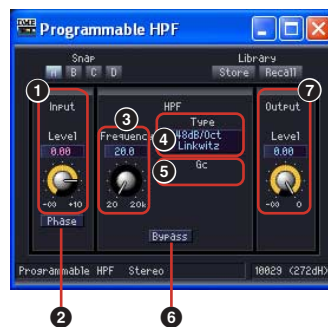 DME Programmable HPF
Snap Library
A B C D Store Recall
1 3 7
Input HPF Output
Type
Level Frequency 4 48dB/Oct Level
0.00 20.0 Linkwitz 0.00
5 Gc
-∞ +10 20 20k -∞ 0
Phase Bypass
Programmable HPF Stereo 10029 (272dH)
2 6